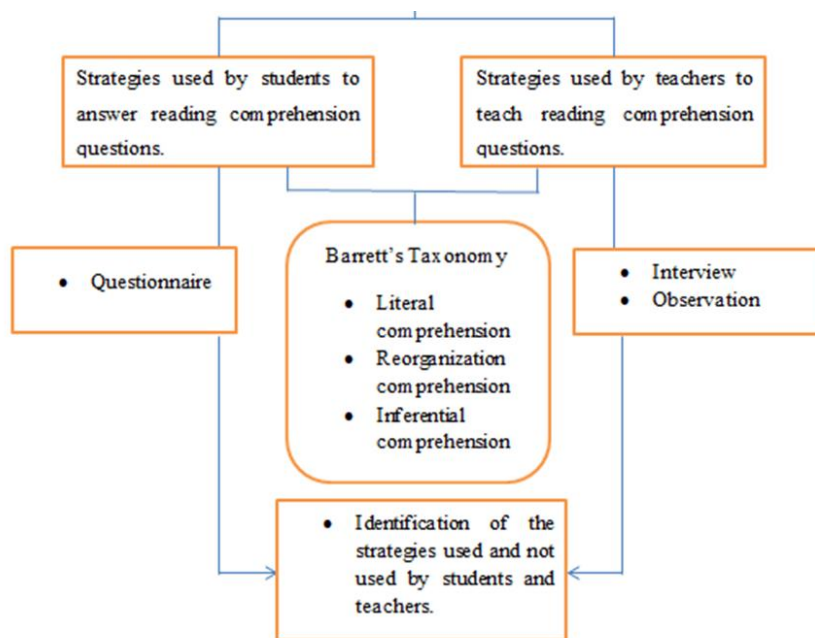 Strategies used by students to
answer reading comprehension
questions.
Strategies used by teachers to
teach reading comprehension
questions.
• Questionnaire
Barrett's Taxonomy
• Literal
comprehension
• Reorganization
comprehension
• Inferential
comprehension
• Interview
• Observation
• Identification of the
strategies used and not
used by students and
teachers.